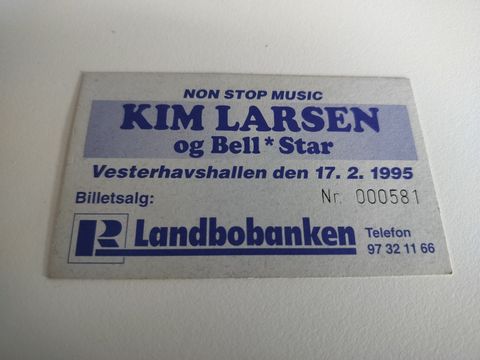 NON STOP MUSIC
KIM LARSEN
og Bell * Star
Vesterhavshallen den 17. 2. 1995
Billetsalg:
Nr. 000581
R Landbobanken
Telefon
97 32 11 66